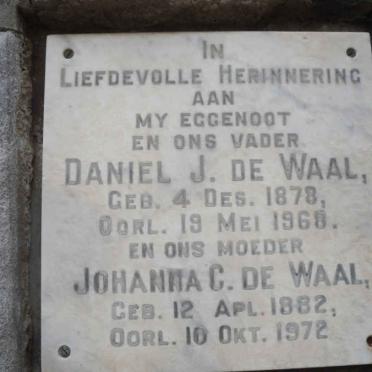 IN
LIEFDEVOLLE HERINNERING
AAN
MY EGGENOOT
EN ONS VADER
DANIEL J. DE WAAL,
GEB. 4 DES. 1878,
OORL. 19 MEI 1968.
EN ONS MOEDER
JOHANNA C. DE WAAL,
GEB. 12 APL. 1882,
OORL. 10 OKT. 1972